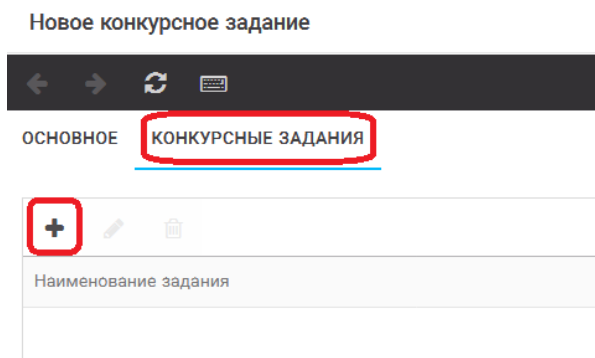 Новое конкурсное задание
ОСНОВНОЕ КОНКУРСНЫЕ ЗАДАНИЯ
Наименование задания